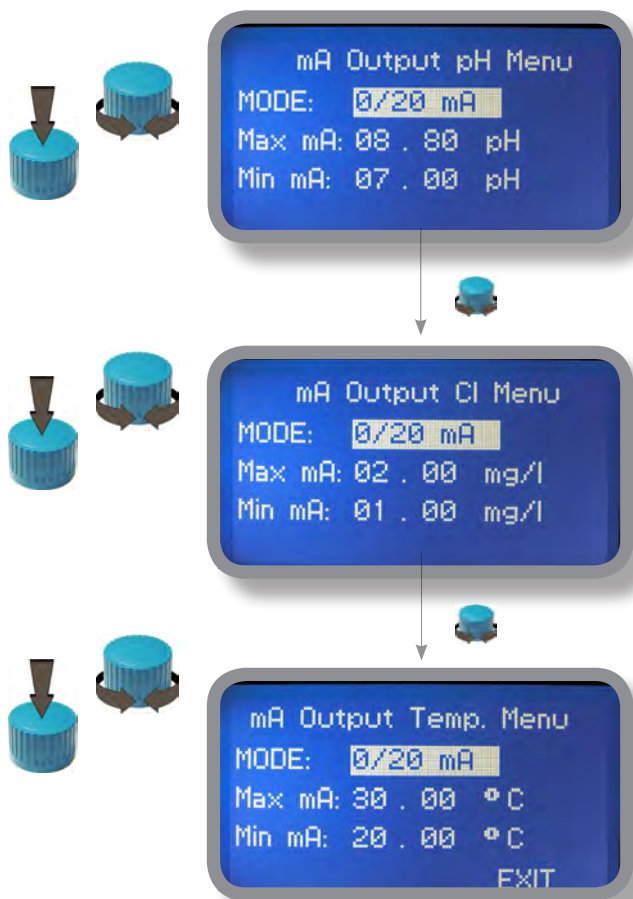 mA Output pH Menu
MODE: 0/20 mA
Max mA: 08 . 80 pH
Min mA: 07 . 00 pH
mA Output Cl Menu
MODE: 0/20 mA
Max mA: 02 . 00 mg/l
Min mA: 01 . 00 mg/l
mA Output Temp. Menu
MODE: 0/20 mA
Max mA: 30 . 00 °C
Min mA: 20 . 00 °C
EXIT